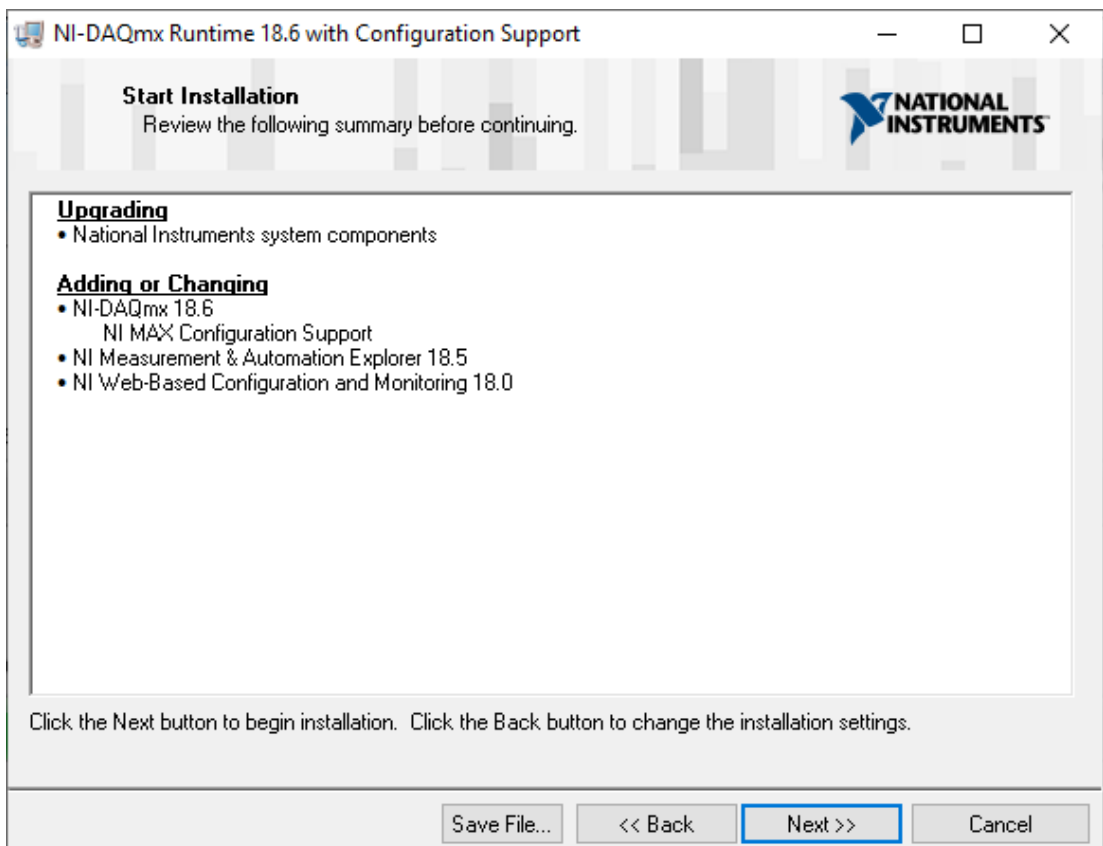 NI-DAQmx Runtime 18.6 with Configuration Support
Start Installation
Review the following summary before continuing.
NATIONAL
INSTRUMENTS™
Upgrading
• National Instruments system components
Adding or Changing
• NI-DAQmx 18.6
NI MAX Configuration Support
• NI Measurement & Automation Explorer 18.5
• NI Web-Based Configuration and Monitoring 18.0
Click the Next button to begin installation.  Click the Back button to change the installation settings.
Save File... << Back Next >> Cancel